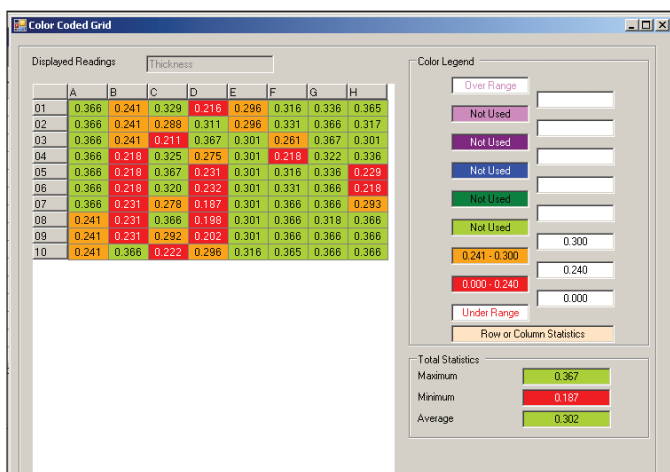 Color Coded Grid
Displayed Readings Thickness
A B C D E F G H
01 0.366 0.241 0.329 0.216 0.296 0.316 0.336 0.365
02 0.366 0.241 0.288 0.311 0.296 0.331 0.366 0.317
03 0.366 0.241 0.211 0.367 0.301 0.261 0.367 0.301
04 0.366 0.218 0.325 0.275 0.301 0.218 0.322 0.336
05 0.366 0.218 0.367 0.231 0.301 0.316 0.336 0.229
06 0.366 0.218 0.320 0.232 0.301 0.331 0.366 0.218
07 0.366 0.231 0.278 0.187 0.301 0.366 0.366 0.293
08 0.241 0.231 0.366 0.198 0.301 0.366 0.318 0.366
09 0.241 0.231 0.292 0.202 0.301 0.366 0.366 0.366
10 0.241 0.366 0.222 0.296 0.316 0.365 0.366 0.366
Color Legend
Over Range
Not Used
Not Used
Not Used
Not Used
Not Used
0.300
0.241 - 0.300
0.240
0.000 - 0.240
0.000
Under Range
Row or Column Statistics
Total Statistics
Maximum 0.367
Minimum 0.187
Average 0.302